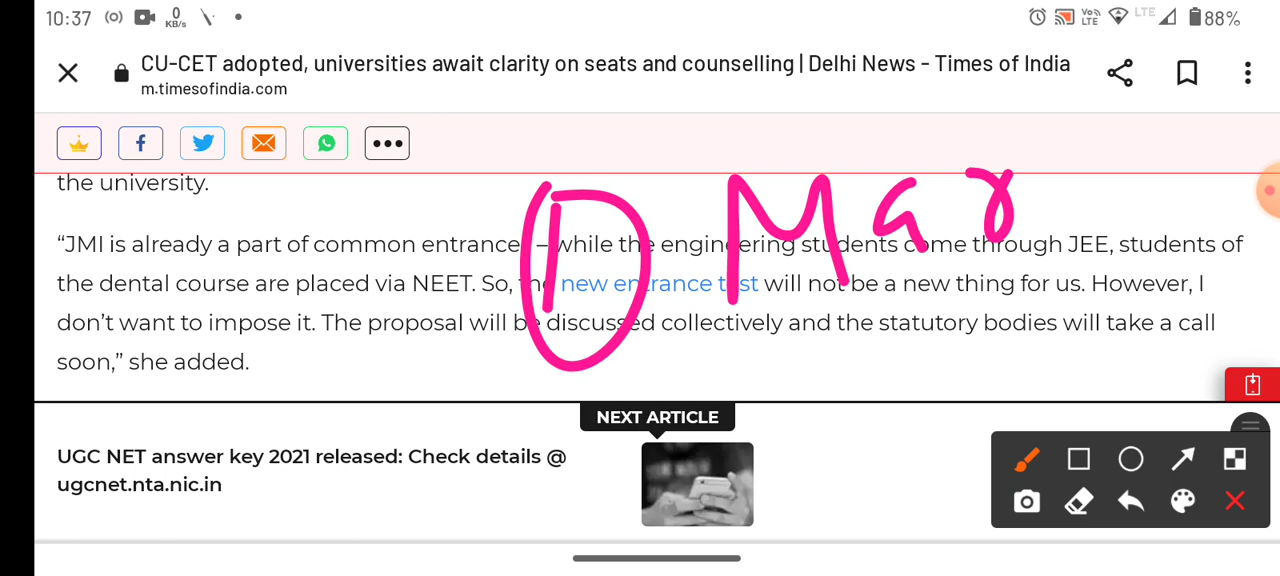 10:37 0 KB/s Vo)) LTE LTE 88%
CU-CET adopted, universities await clarity on seats and counselling | Delhi News - Times of India
m.timesofindia.com
the university.
“JMI is already a part of common entrances – while the engineering students come through JEE, students of
the dental course are placed via NEET. So, the new entrance test will not be a new thing for us. However, I
don’t want to impose it. The proposal will be discussed collectively and the statutory bodies will take a call
soon,” she added.
1 Mar
NEXT ARTICLE
UGC NET answer key 2021 released: Check details @
ugcnet.nta.nic.in